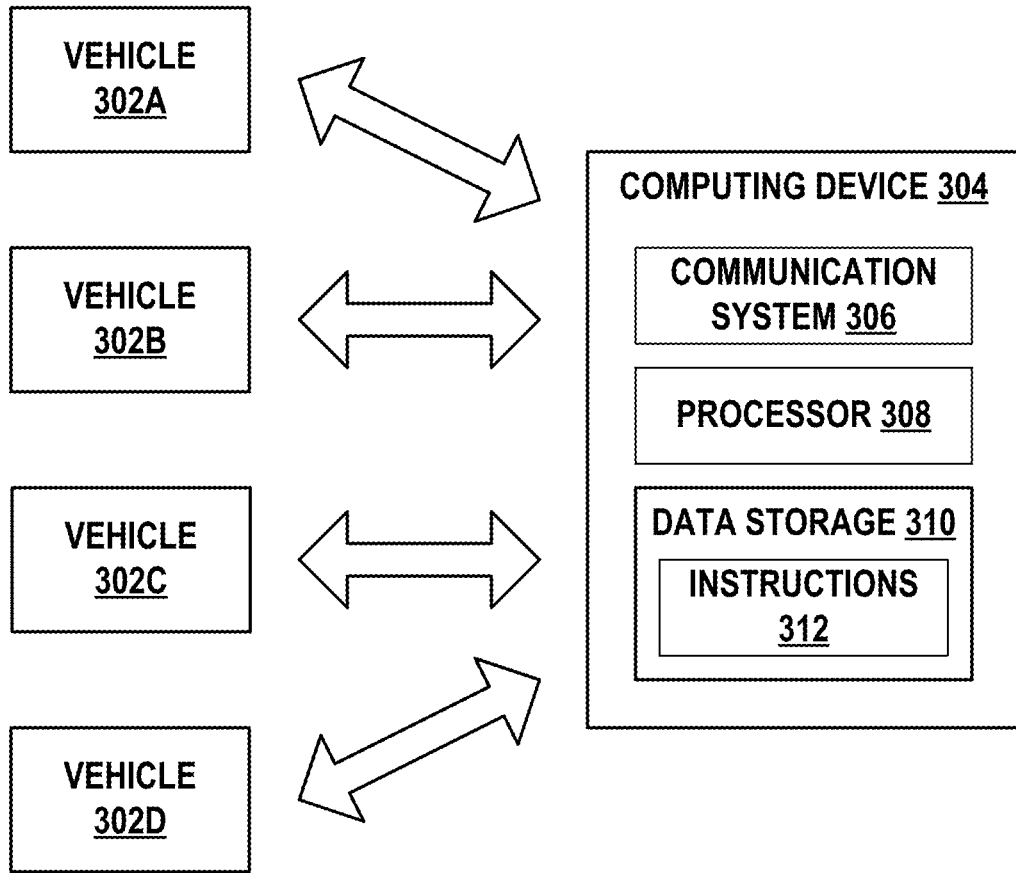 VEHICLE
302A
VEHICLE
302B
VEHICLE
302C
VEHICLE
302D
COMPUTING DEVICE 304
COMMUNICATION
SYSTEM 306
PROCESSOR 308
DATA STORAGE 310
INSTRUCTIONS
312